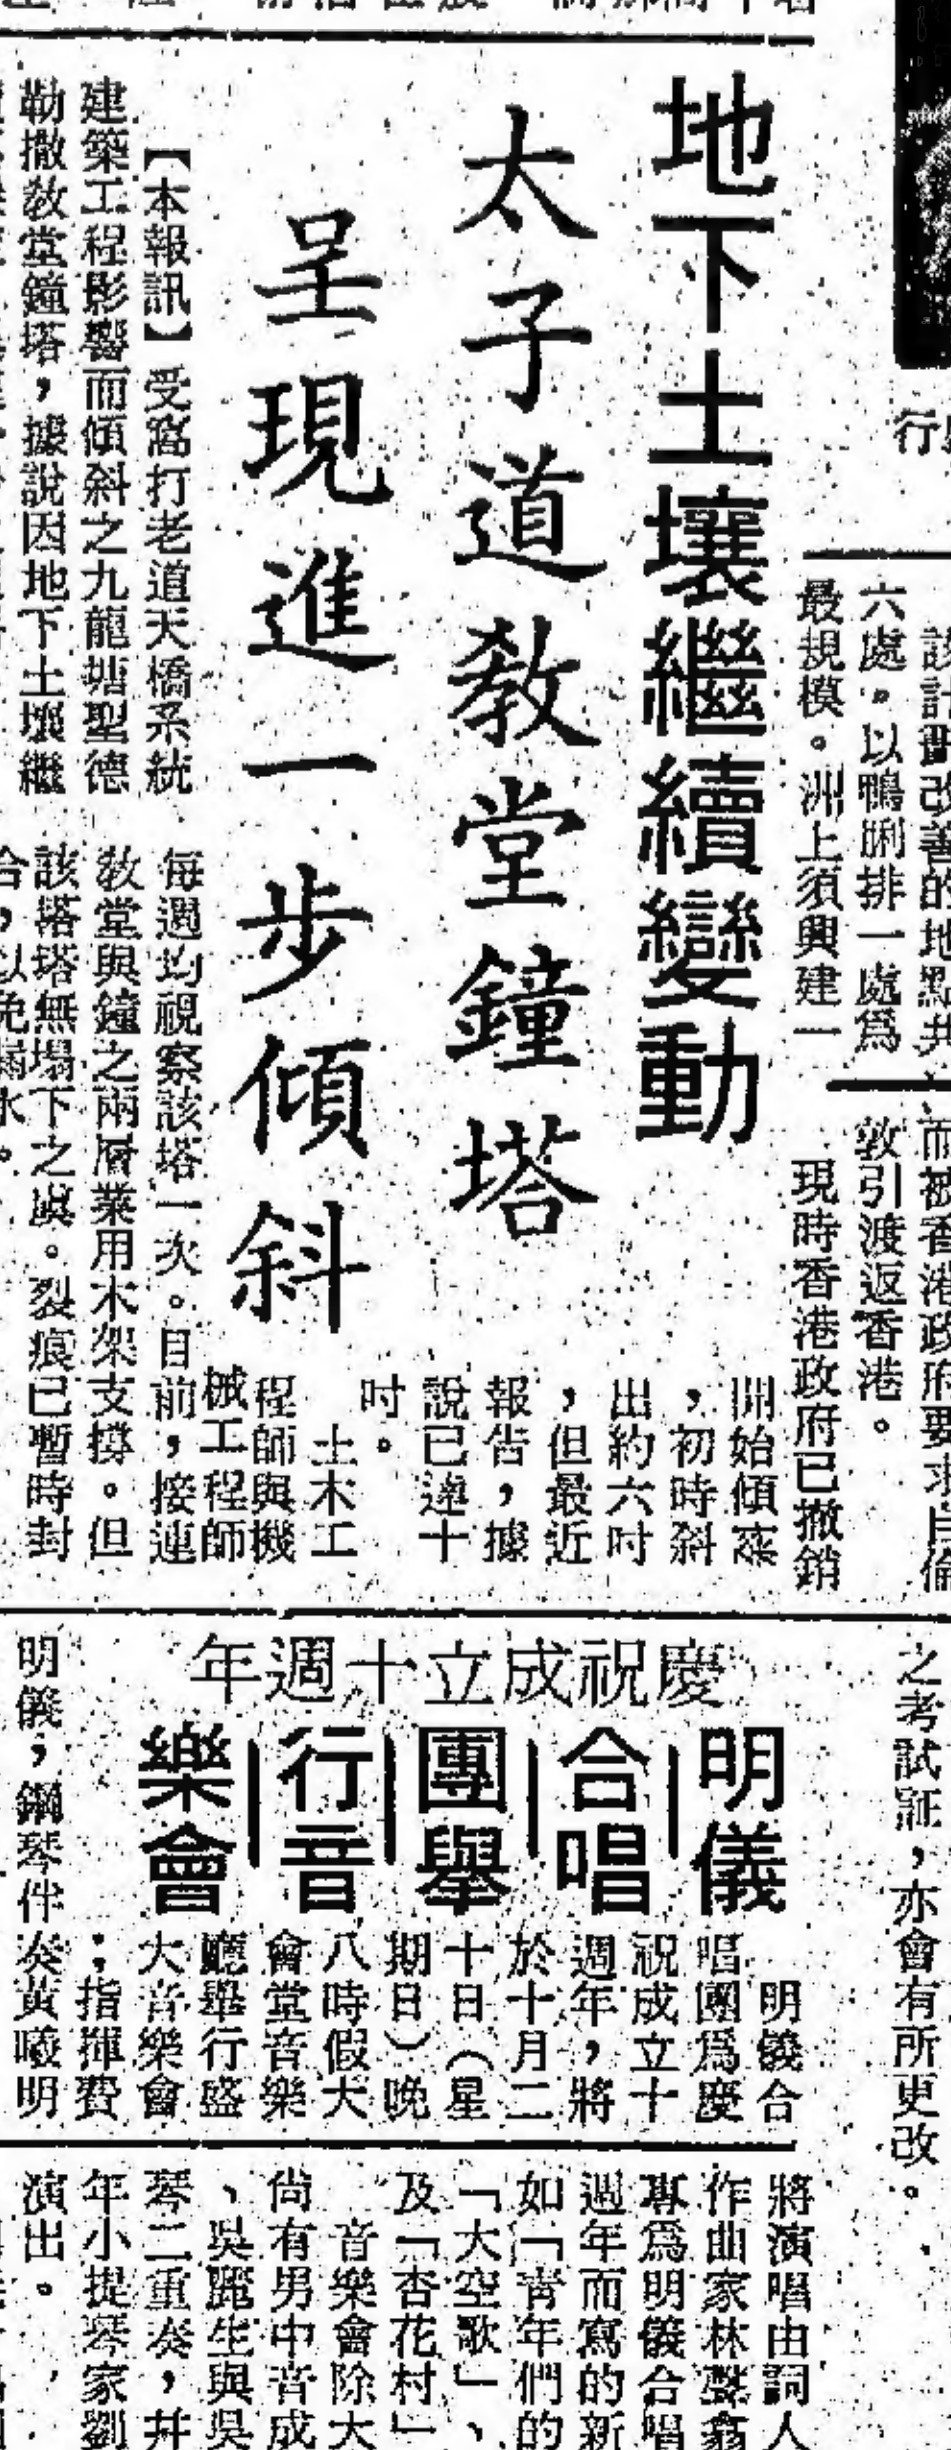 地下土壤繼續變動
太子道教堂鐘塔
呈現進一步傾斜
【本報訊】受窩打老道天橋系統
建築工程影響而傾斜之九龍塘聖德
勒撒教堂鐘塔，據說因地下土壤繼
開始傾
，初時斜
出約六吋
，但最近
報告，據
說已達十
吋。
土木工
程師與機
械工程師
每週均視察該塔一次。目前，接連
教堂與鐘之兩層業用木架支撐。但
該塔塔無塌下之虞。裂痕已暫時封
合，以免漏水。
該計劃改善的地點共
六處。以鴨脷排一處爲
最規模。洲上須興建一
而被香港政府要求
敦引渡返香港。
現時香港政府已撤銷
之考試証，亦會有所更改。
慶祝成立十週年
明儀
合唱
團舉
行音
樂會
明儀合
唱團爲慶
祝成立十
週年，將
於十月二
十日（星
期日）晚
八時假大
會堂音樂
廳舉行盛
大音樂會
；指揮費
明儀，鋼琴伴奏黃曦明
將演唱由詞人
作曲家林聲翕
專爲明儀合唱
週年而寫的新
如「青年們的
「大空歌」、
及「杏花村」
音樂會除大
尚有男中音成
、吳麗生與吳
琴二重奏，幷
年小提琴家劉
演出。